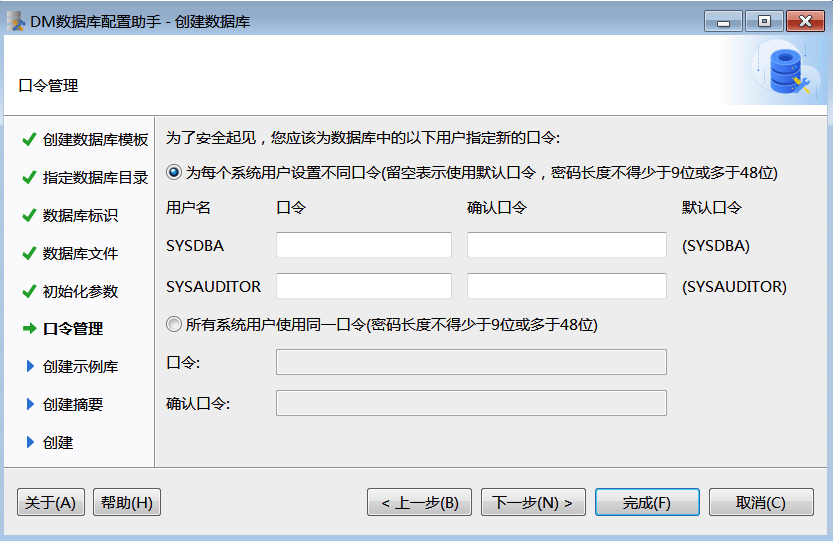 DM数据库配置助手 - 创建数据库
口令管理
创建数据库模板
指定数据库目录
数据库标识
数据库文件
初始化参数
口令管理
创建示例库
创建摘要
创建
为了安全起见，您应该为数据库中的以下用户指定新的口令:
为每个系统用户设置不同口令(留空表示使用默认口令，密码长度不得少于9位或多于48位)
用户名 口令 确认口令 默认口令
SYSDBA (SYSDBA)
SYSAUDITOR (SYSAUDITOR)
所有系统用户使用同一口令(密码长度不得少于9位或多于48位)
口令:
确认口令:
关于(A) 帮助(H) < 上一步(B) 下一步(N) > 完成(F) 取消(C)